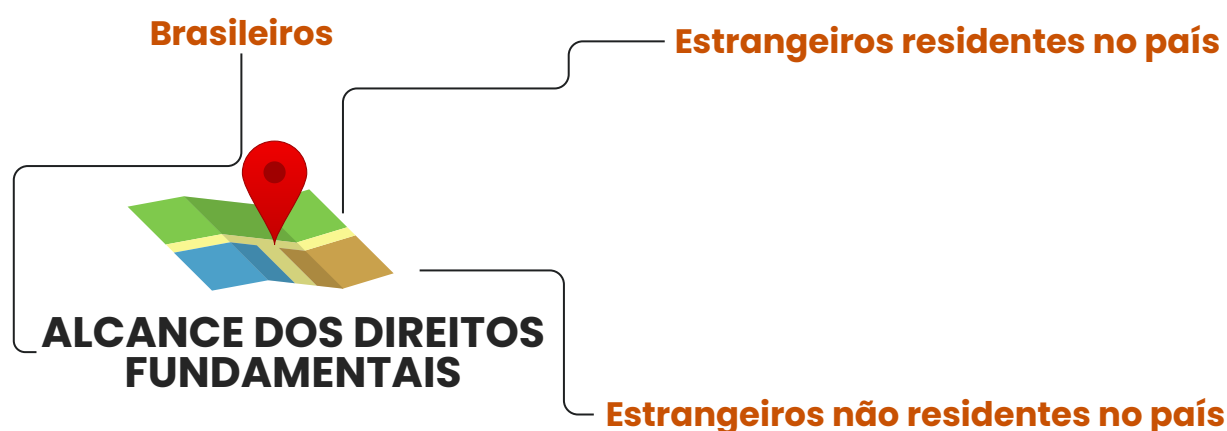 Brasileiros
Estrangeiros residentes no país
ALCANCE DOS DIREITOS
FUNDAMENTAIS
Estrangeiros não residentes no país